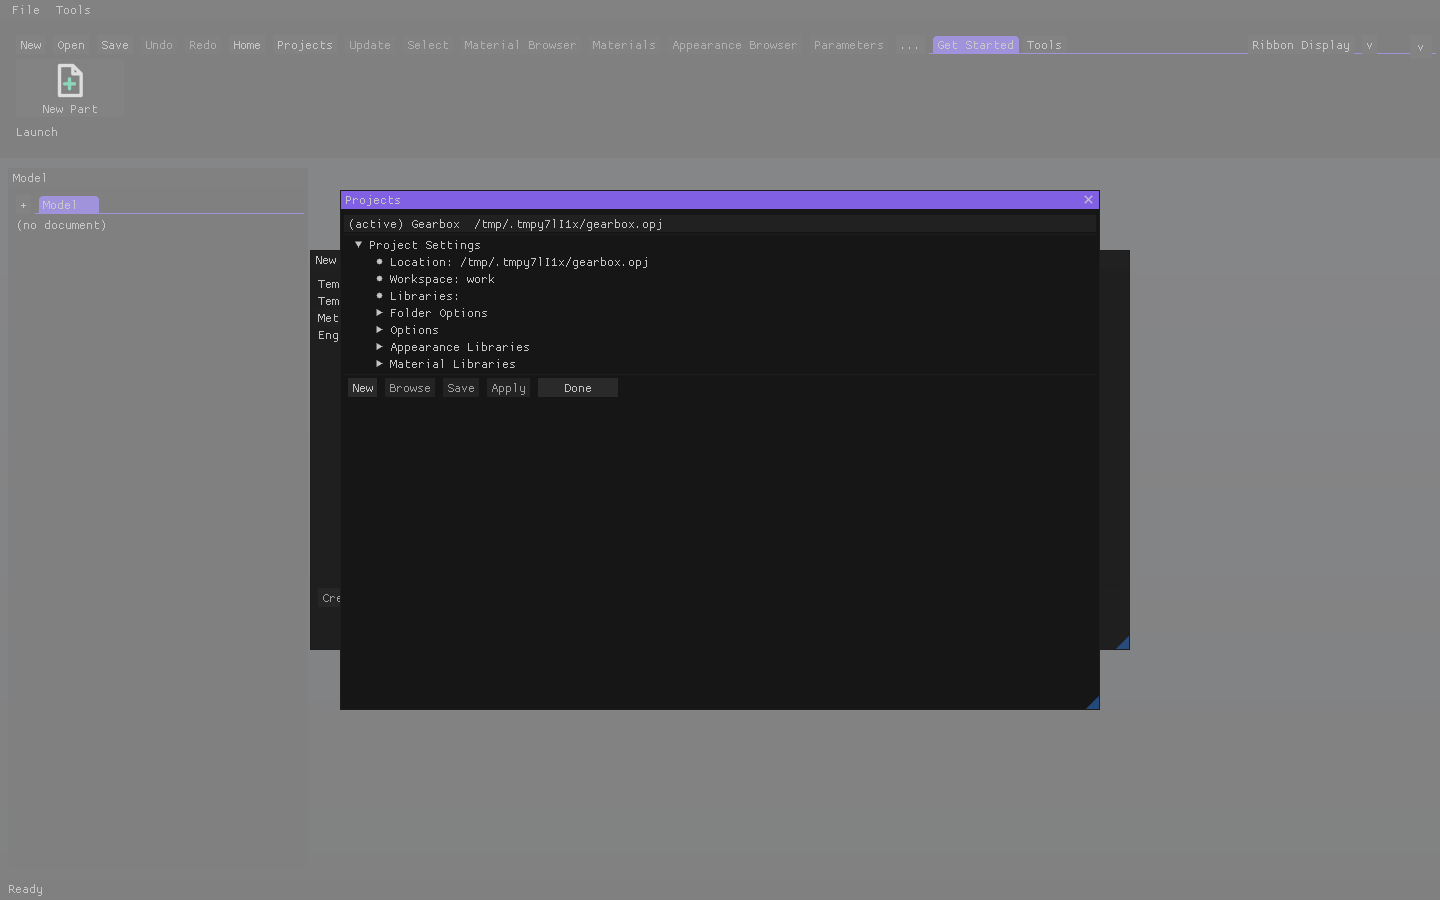 File Tools
New Open Save Undo Redo Home Projects Update Select Material Browser Materials Appearance Browser Parameters ... Get Started Tools Ribbon Display v v
New Part
Launch
Model
+ Model
(no document)
Projects
(active) Gearbox /tmp/.tmpy7lI1x/gearbox.opj
Project Settings
Location: /tmp/.tmpy7lI1x/gearbox.opj
Workspace: work
Libraries:
Folder Options
Options
Appearance Libraries
Material Libraries
New Browse Save Apply Done
New
Tem
Tem
Met
Eng
Cre
Ready